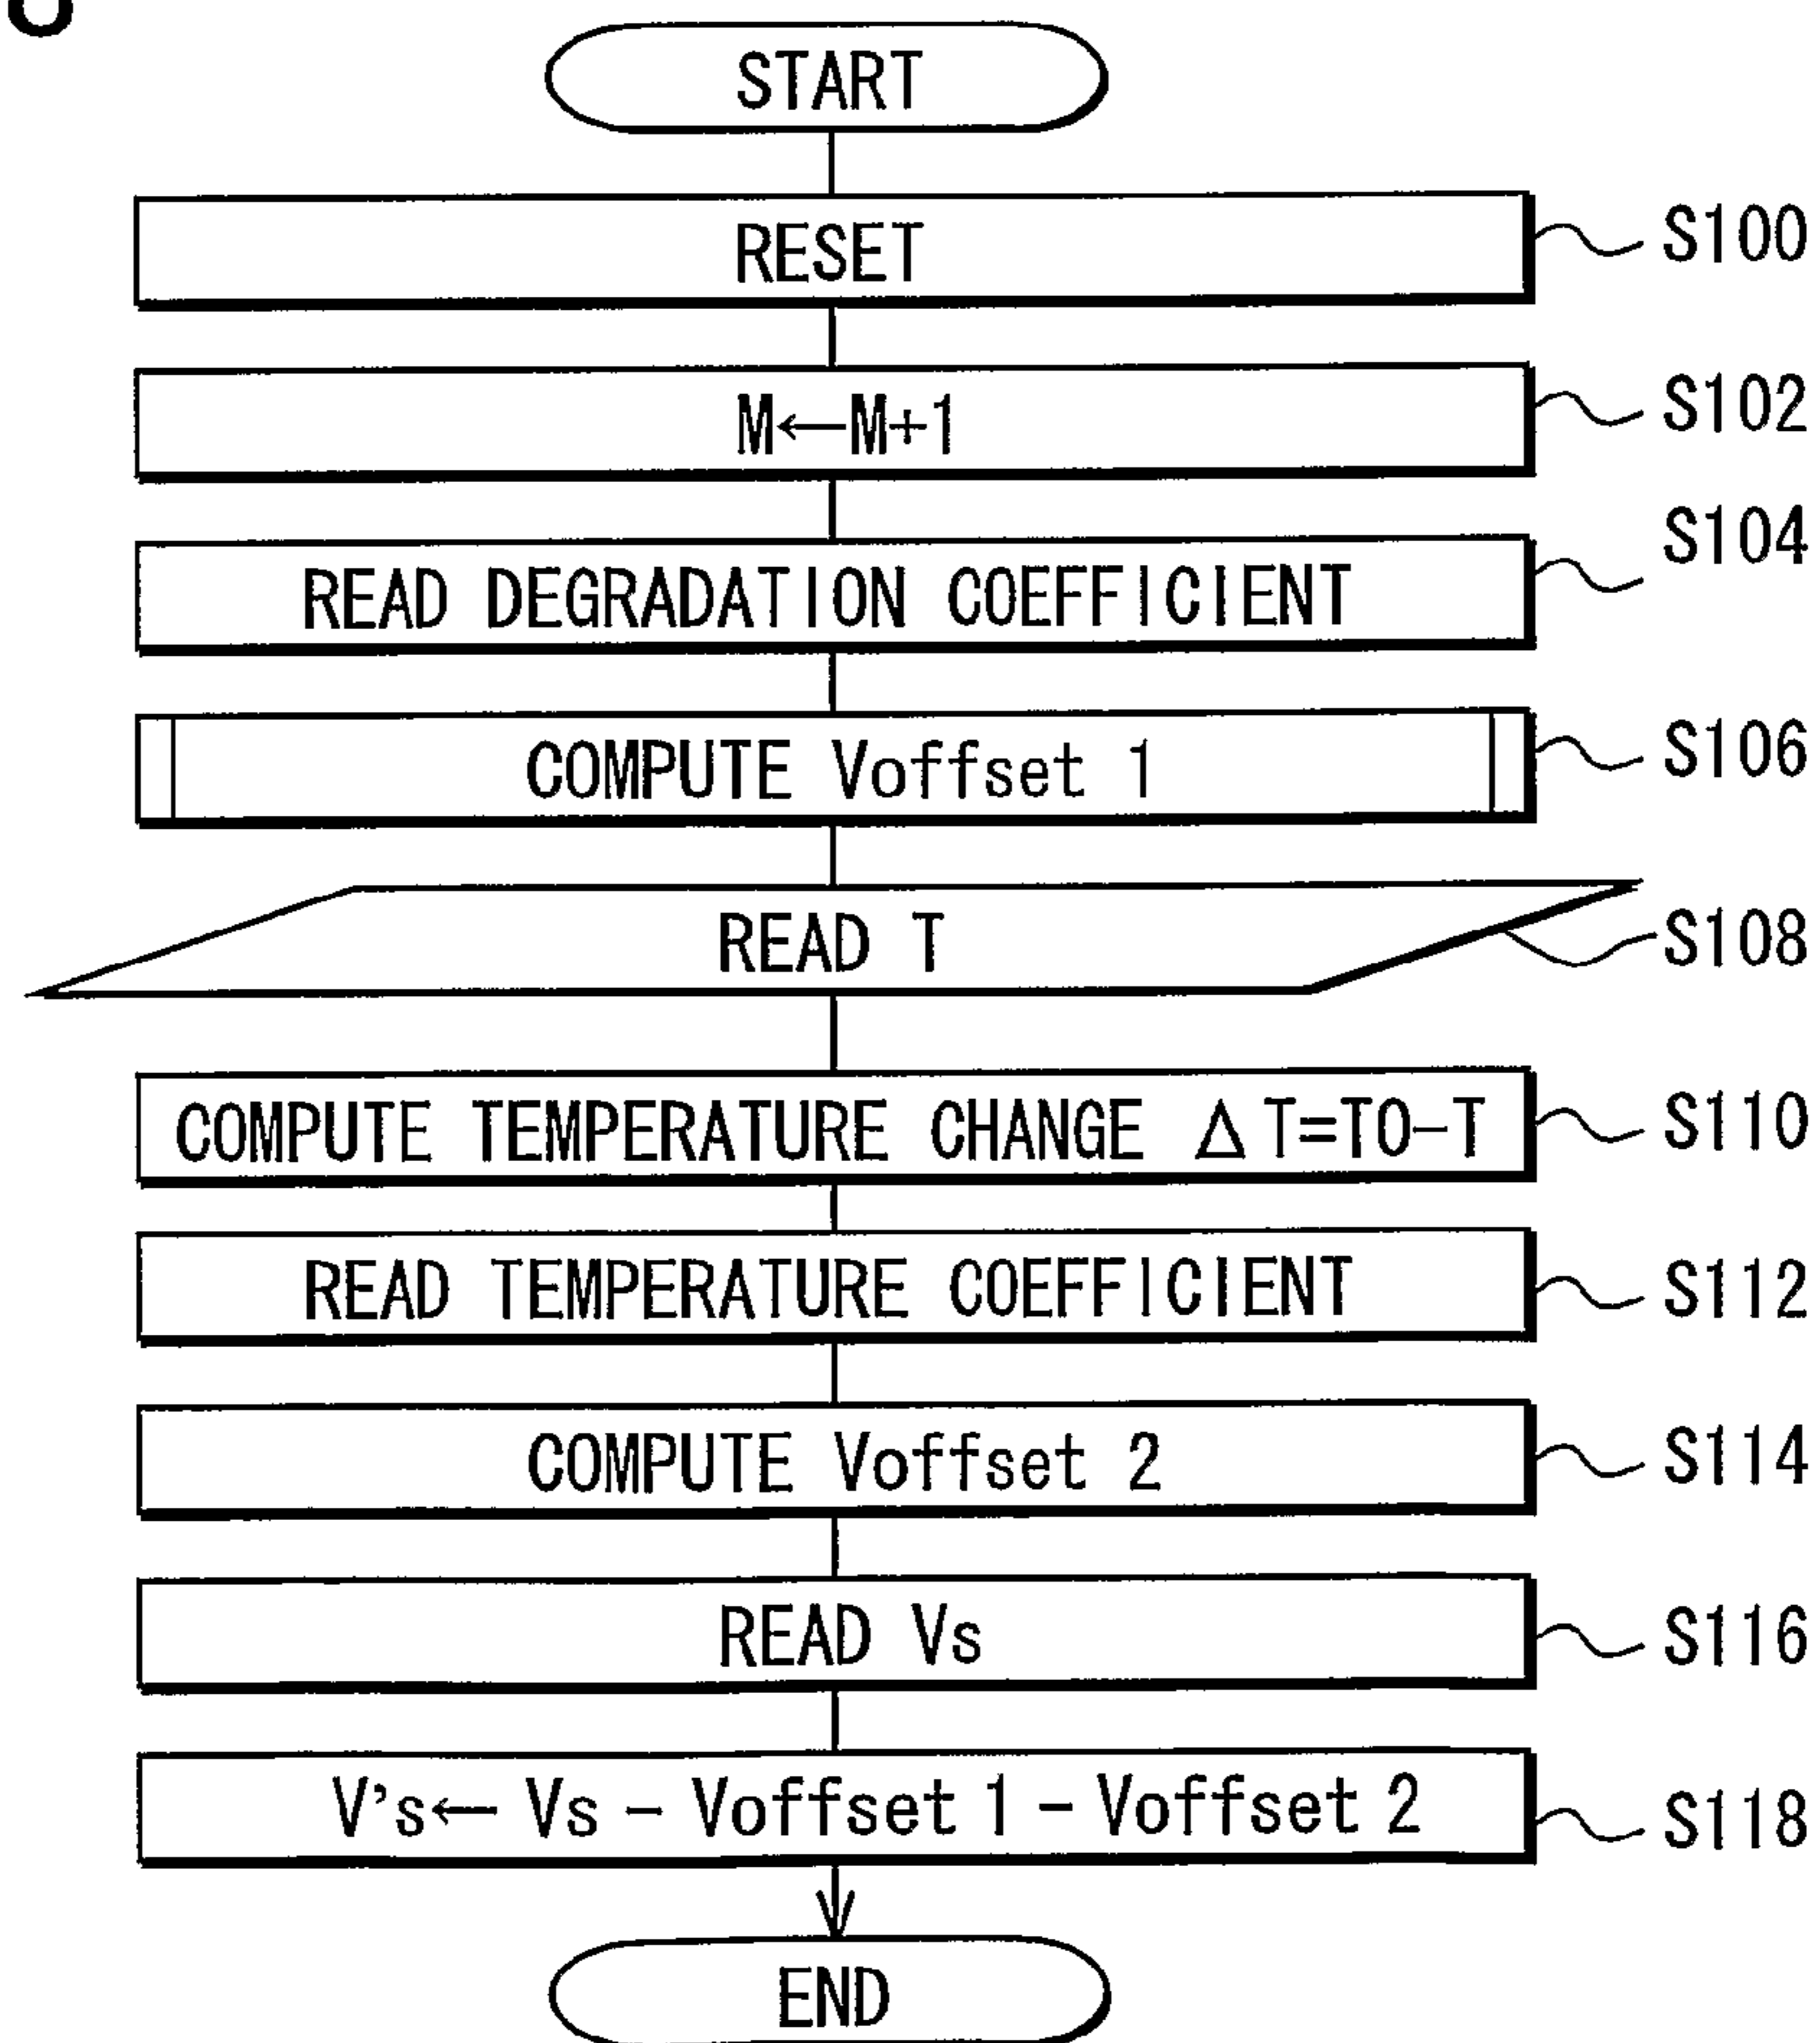 START
RESET S100
M←M+1 S102
READ DEGRADATION COEFFICIENT S104
COMPUTE Voffset 1 S106
READ T S108
COMPUTE TEMPERATURE CHANGE ΔT=T0-T S110
READ TEMPERATURE COEFFICIENT S112
COMPUTE Voffset 2 S114
READ Vs S116
V's← Vs - Voffset 1 - Voffset 2 S118
END